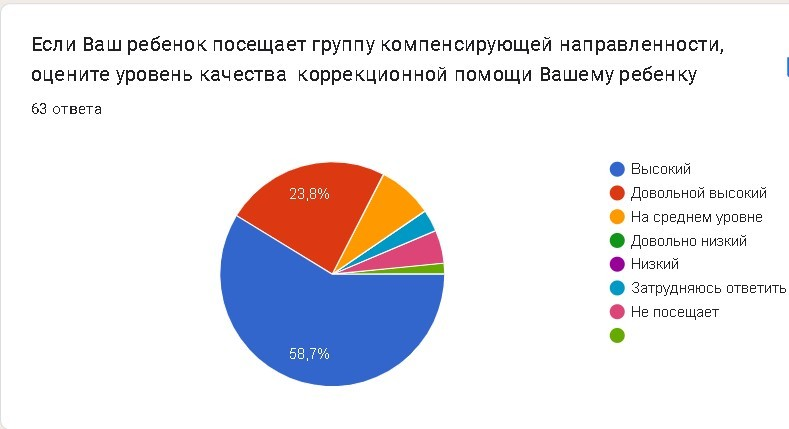 Если Ваш ребенок посещает группу компенсирующей направленности,
оцените уровень качества  коррекционной помощи Вашему ребенку
63 ответа
23,8%
58,7%
Высокий
Довольной высокий
На среднем уровне
Довольно низкий
Низкий
Затрудняюсь ответить
Не посещает